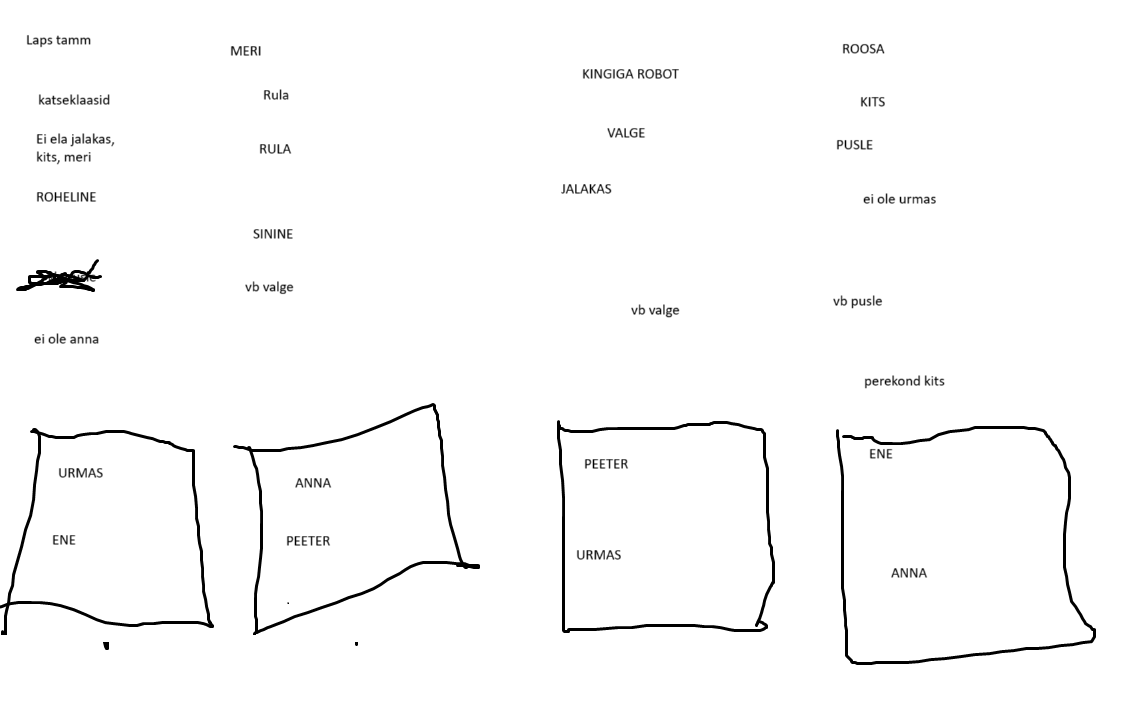 Laps tamm
katseklaasid
Ei ela jalakas,
kits, meri
ROHELINE
ei ole anna
URMAS
ENE
MERI
Rula
RULA
SININE
vb valge
ANNA
PEETER
KINGIGA ROBOT
VALGE
JALAKAS
vb valge
PEETER
URMAS
ROOSA
KITS
PUSLE
ei ole urmas
vb pusle
perekond kits
ENE
ANNA